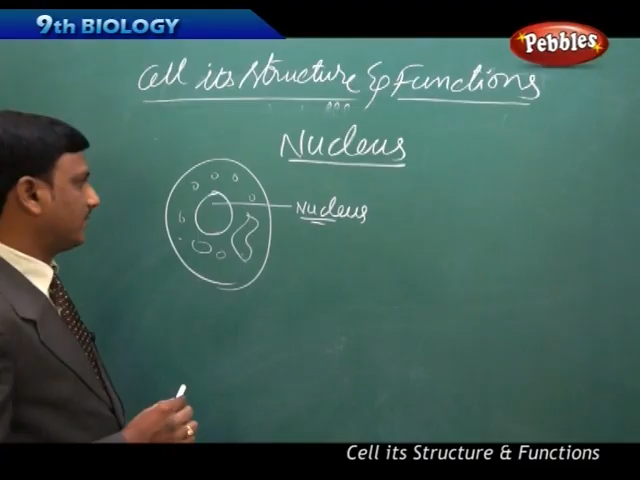 9th BIOLOGY
Pebbles
Cell its Structure & Functions
Nucleus
Nucleus
Cell its Structure & Functions